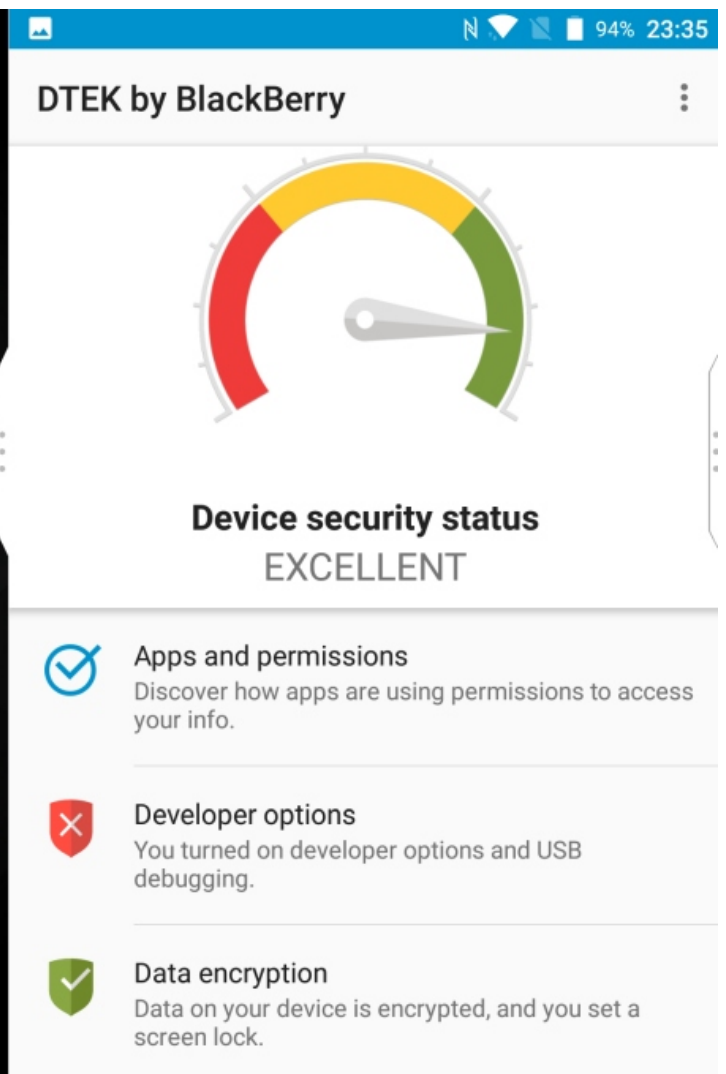 94% 23:35
DTEK by BlackBerry
Device security status
EXCELLENT
Apps and permissions
Discover how apps are using permissions to access
your info.
Developer options
You turned on developer options and USB
debugging.
Data encryption
Data on your device is encrypted, and you set a
screen lock.